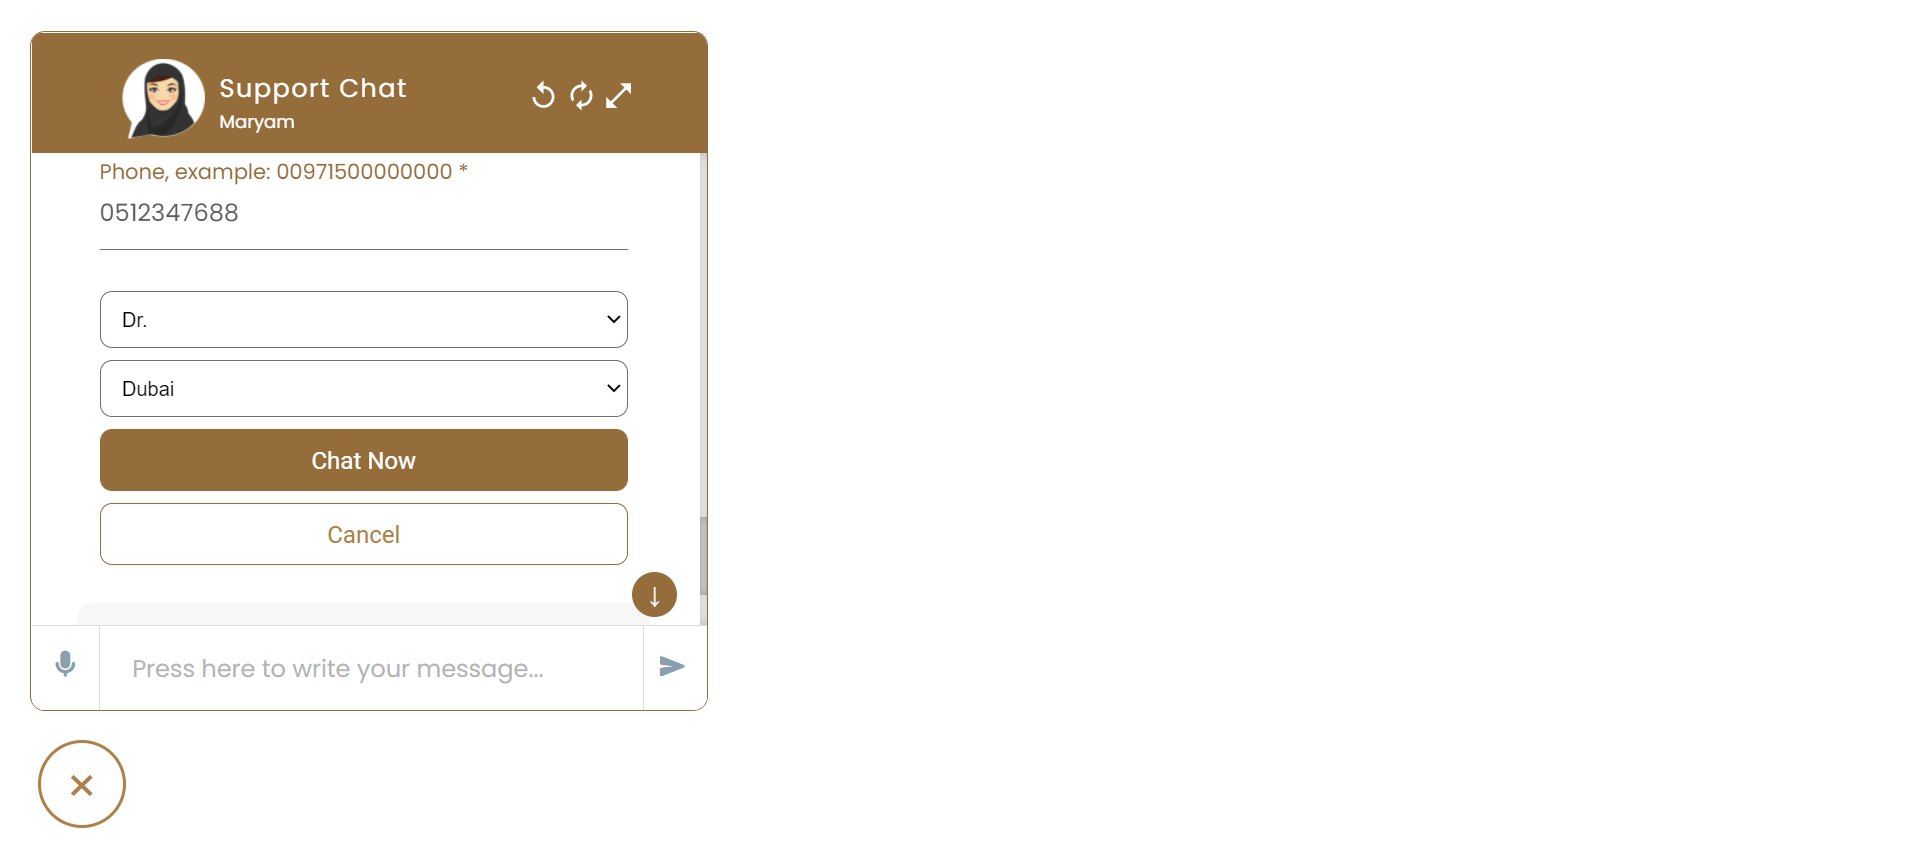 Support Chat
Maryam
Phone, example: 00971500000000 *
0512347688
Dr.
Dubai
Chat Now
Cancel
Press here to write your message...